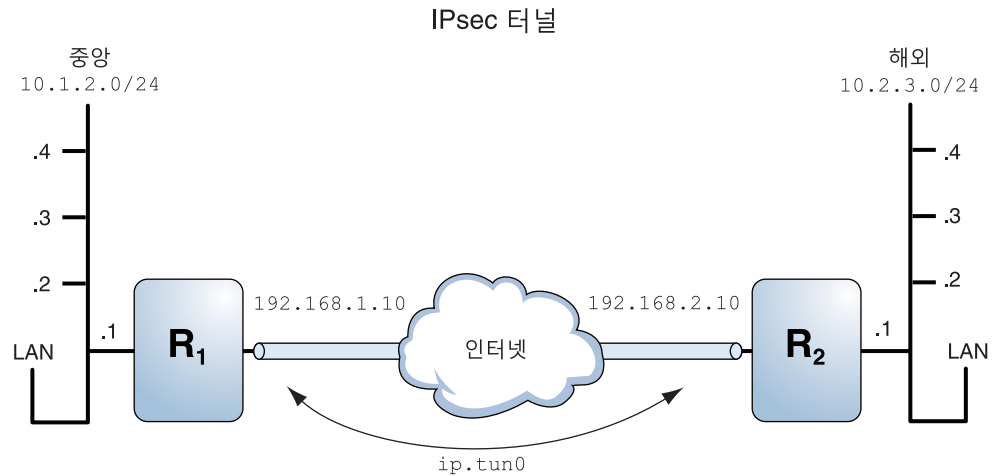 IPsec 터널
중앙
10.1.2.0/24
해외
10.2.3.0/24
.4
.3
.2
.1
LAN
R1
192.168.1.10
인터넷
192.168.2.10
R2
.4
.3
.2
.1
LAN
ip.tun0